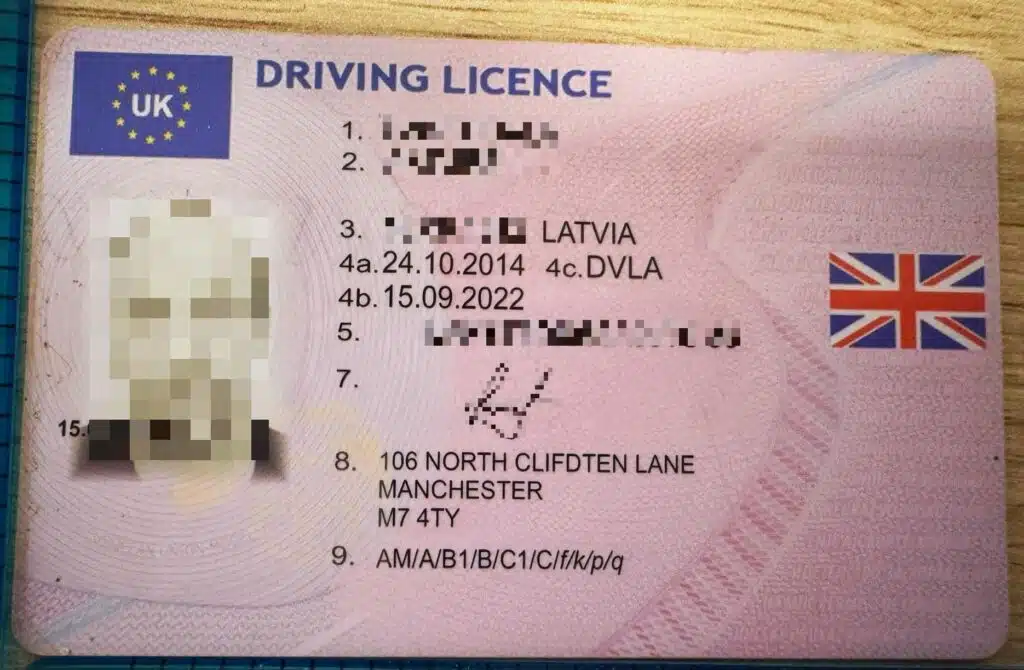 UK
DRIVING LICENCE
1.
2.
3. LATVIA
4a. 24.10.2014 4c. DVLA
4b. 15.09.2022
5.
7.
15.
8. 106 NORTH CLIFDTEN LANE
MANCHESTER
M7 4TY
9. AM/A/B1/B/C1/C/f/k/p/q